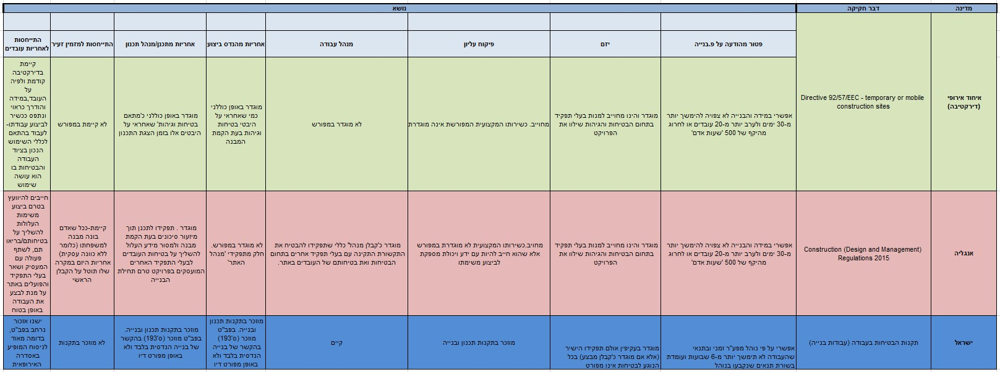 מדינה
דבר חקיקה
נושא
פטור מהודעה על פ.בנייה
יזם
פיקוח עליון
מנהל עבודה
אחריות מהנדס ביצוע
אחריות מתכנן/מנהל תכנון
התייחסות למזמין זעיר
התייחסות
לאחריות עובדים
איחוד אירופי
(דירקטיבה)
Directive 92/57/EEC - temporary or mobile
construction sites
אפשרי במידה והבנייה לא צפויה להימשך יותר
מ-30 ימים ולערב יותר מ-20 עובדים או לחרוג
מהיקף של 500 'שעות אדם'
מוגדר והינו מחוייב למנות בעלי תפקיד
בתחום הבטיחות והגיהות שילוו את
הפרויקט
מחוייב. כשירותו המקצועית המפורשת אינה מוגדרת
לא מוגדר במפורש
מוגדר באופן כוללני
כמי שאחראי על
היבטי בטיחות
וגיהות בעת הקמת
המבנה
מוגדר באופן כוללני כ'מתאם
בטיחות וגיהות' שאחראי על
היבטים אלו בזמן הצגת התכנון
לא קיימת במפורש
קיימת
בדירקטיבה
קודמת ולפיה
על
העובד,במידה
והודרך כראוי
ונתפס ככשיר
לביצוע עבודתו-
לעבוד בהתאם
לכללי השימוש
הנכון בציוד
העבודה
והבטיחות בו
הוא עושה
שימוש
אנגליה
Construction (Design and Management)
Regulations 2015
אפשרי במידה והבנייה לא צפויה להימשך יותר
מ-30 ימים ולערב יותר מ-20 עובדים או לחרוג
מהיקף של 500 'שעות אדם'
מוגדר והינו מחוייב למנות בעלי תפקיד
בתחום הבטיחות והגיהות שילוו את
הפרויקט
מחויב.כשירותו המקצועית לא מוגדרת במפורש
אלא שהוא חייב להיות עם ידע ויכולת מספקת
לביצוע משימתו
מוגדר כ'קבלן מנהל' כללי שתפקידו להבטיח את
התקשורת התקינה עם בעלי תפקיד אחרים בתחום
הבטיחות ואת בטיחותם של העובדים באתר.
לא מוגדר במפורש.
חלק מתפקידי 'מנהל
האתר'
מוגדר . תפקידו לתכנן תוך
מיזעור סיכונים בעת הקמת
מבנה ולמסור מידע העלול
להשליך על בטיחות העובדים
לבעלי התפקיד האחרים
המועסקים בפרויקט טרם תחילת
הבנייה
קיימת-ככל שאדם
בונה מבנה
למשפחתו (כלומר
ללא כוונה עסקית)
אחריות היזם במקרה
שלו תוטל על הקבלן
הראשי
חייבים להיוועץ
בטרם ביצוע
משימות
העלולות
להשליך על
בטיחותם/בריאו
תם, לשתף
פעולה עם
המעסיק ושאר
בעלי התפקיד
והפועלים באתר
על מנת לבצע
את העבודה
באופן בטוח
ישראל
תקנות הבטיחות בעבודה (עבודות בנייה)
אפשרי על פי נוהל מפע"ר זמני ובתנאי
שהעבודה לא תימשך יותר מ-6 שבועות ועומדת
בשורת תנאים שנקבעו בנוהל
מוגדר בעקיפין אולם תפקידו הישיר
(אלא אם מוגדר כ'קבלן מבצע) בכל
הנוגע לבטיחות אינו מפורט
מוזכר בתקנות תכנון ובנייה
קיים
מוזכר בתקנות תכנון
ובנייה. בפב"ט
מוזכר (ס'193)
בהקשר של בנייה
הנדסית בלבד ולא
באופן מפורט דיו
מוזכר בתקנות תכנון ובנייה.
בפב"ט מוזכר (ס'193) בהקשר
של בנייה הנדסית בלבד ולא
באופן מפורט דיו
לא מוזכר בתקנות
ישנו אזכור
נרחב בפב"ט,
בדומה מאוד
לניסוח המופיע
באסדרה
האירופאית